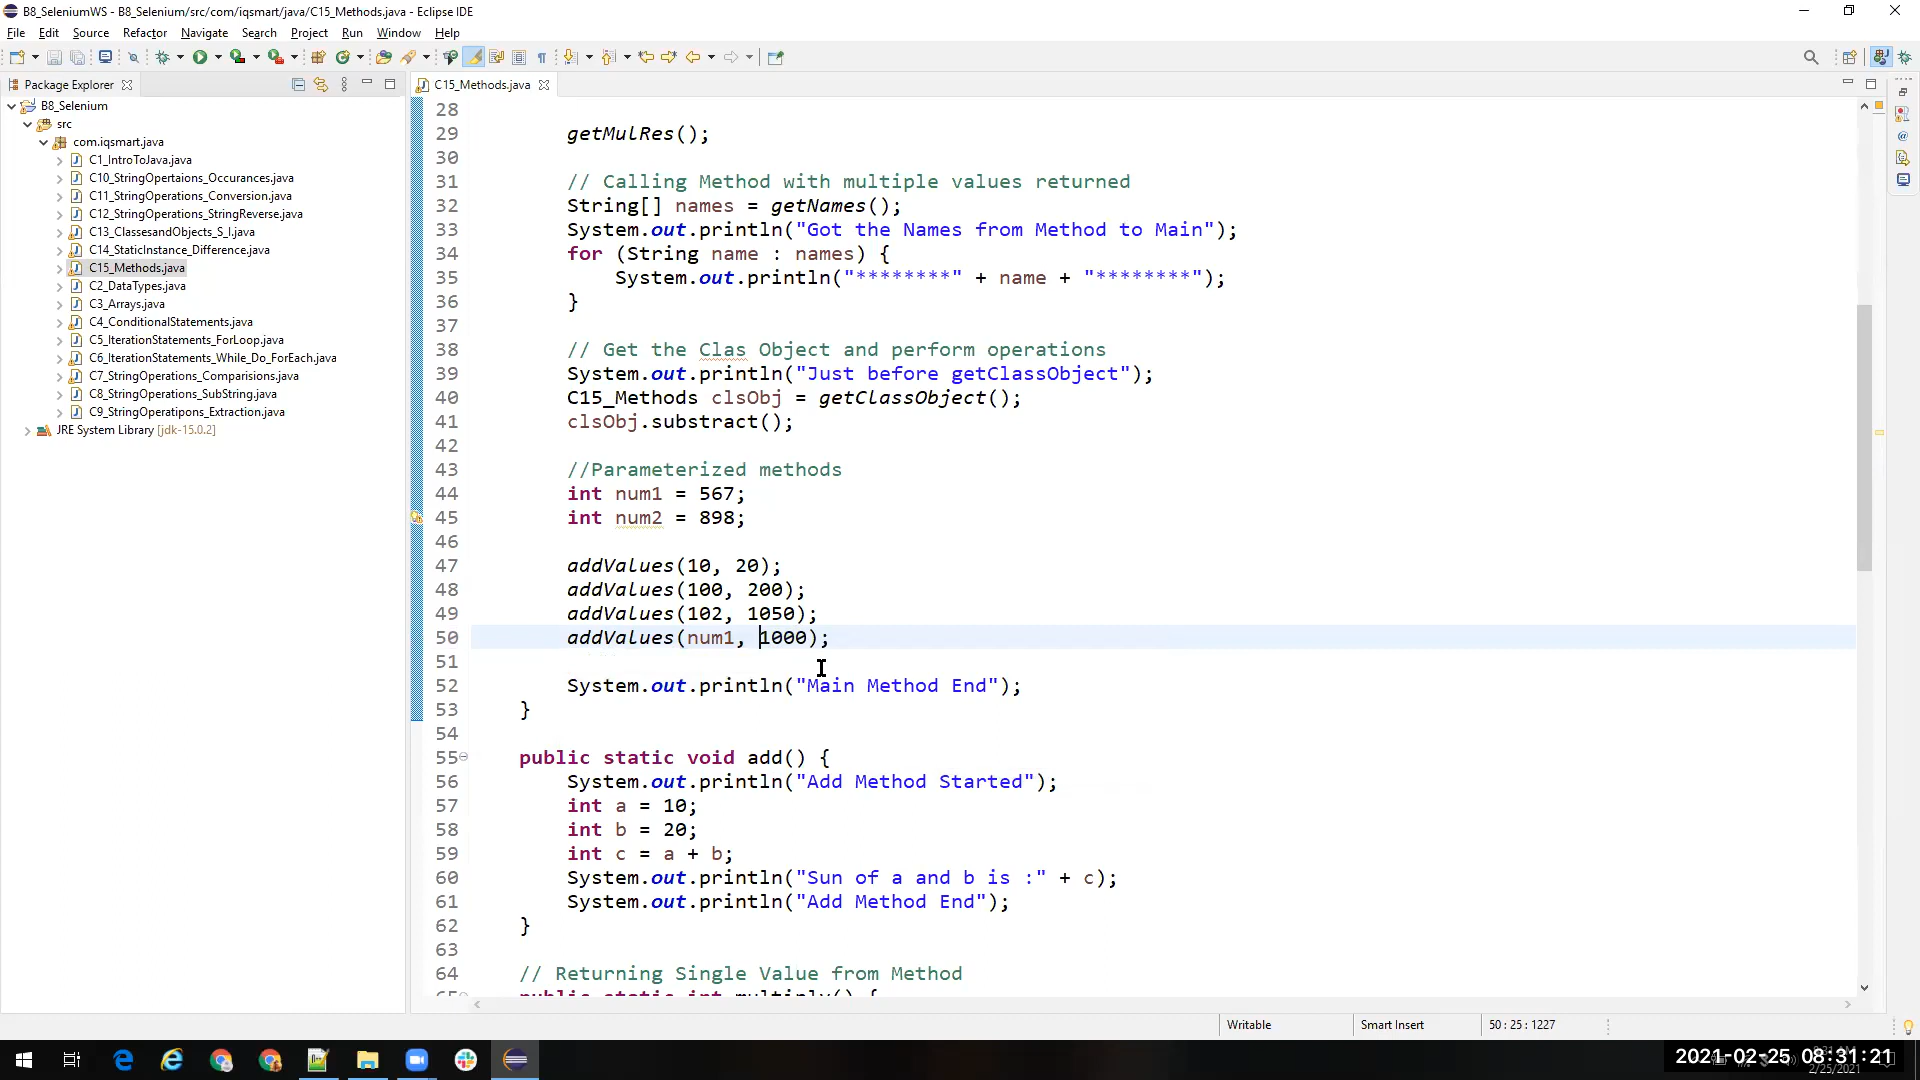 B8_SeleniumWS - B8_Selenium/src/com/iqsmart/java/C15_Methods.java - Eclipse IDE
File Edit Source Refactor Navigate Search Project Run Window Help
Package Explorer
B8_Selenium
src
com.iqsmart.java
C1_IntroToJava.java
C10_StringOpertaions_Occurances.java
C11_StringOperations_Conversion.java
C12_StringOperations_StringReverse.java
C13_ClassesandObjects_S_I.java
C14_StaticInstance_Difference.java
C15_Methods.java
C2_DataTypes.java
C3_Arrays.java
C4_ConditionalStatements.java
C5_IterationStatements_ForLoop.java
C6_IterationStatements_While_Do_ForEach.java
C7_StringOperations_Comparisions.java
C8_StringOperations_SubString.java
C9_StringOperatipons_Extraction.java
JRE System Library [jdk-15.0.2]
C15_Methods.java
28
29 getMulRes();
30
31 // Calling Method with multiple values returned
32 String[] names = getNames();
33 System.out.println("Got the Names from Method to Main");
34 for (String name : names) {
35 System.out.println("********" + name + "********");
36 }
37
38 // Get the Clas Object and perform operations
39 System.out.println("Just before getClassObject");
40 C15_Methods clsObj = getClassObject();
41 clsObj.substract();
42
43 //Parameterized methods
44 int num1 = 567;
45 int num2 = 898;
46
47 addValues(10, 20);
48 addValues(100, 200);
49 addValues(102, 1050);
50 addValues(num1, 1000);
51
52 System.out.println("Main Method End");
53 }
54
55 public static void add() {
56 System.out.println("Add Method Started");
57 int a = 10;
58 int b = 20;
59 int c = a + b;
60 System.out.println("Sun of a and b is :" + c);
61 System.out.println("Add Method End");
62 }
63
64 // Returning Single Value from Method
65 public static int multiply() {
Writable Smart Insert 50 : 25 : 1227
2021-02-25 08:31:21
2/25/2021